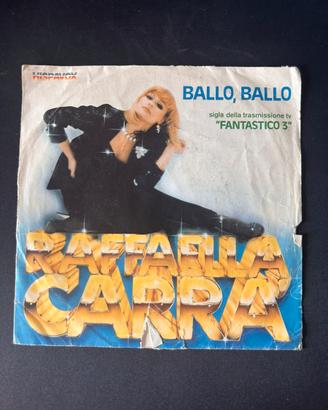 HISPAVOX
BALLO, BALLO
sigla della trasmissione tv
"FANTASTICO 3"
RAFFAELLA
CARRÀ